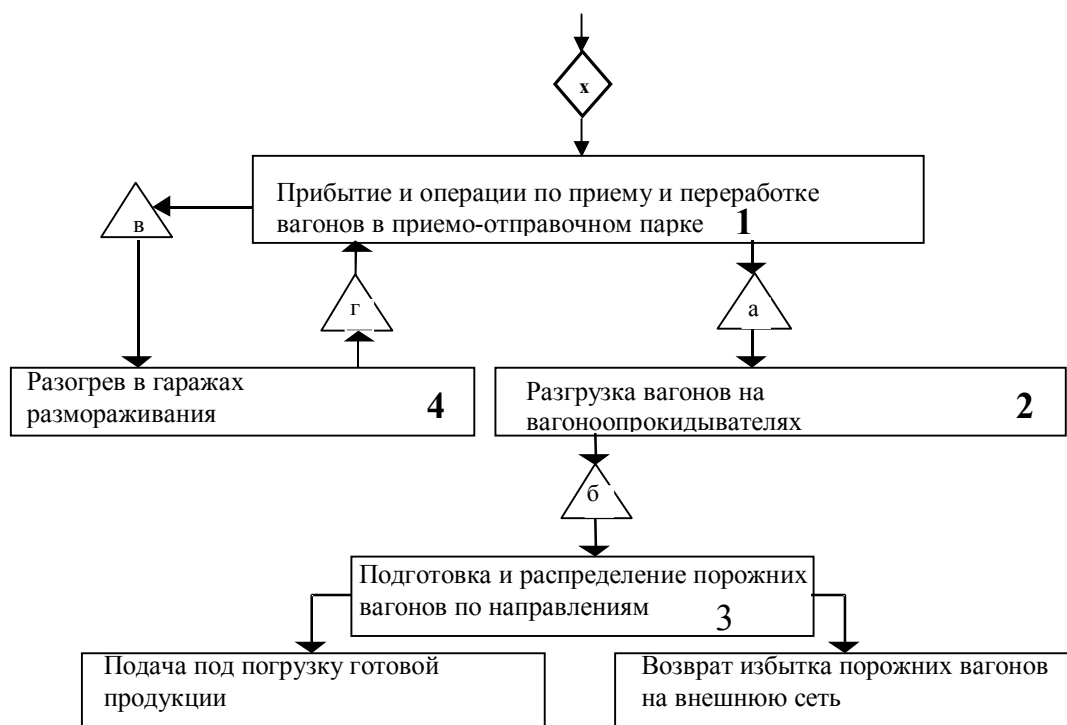 х
Прибытие и операции по приему и переработке
вагонов в приемо-отправочном парке 1
в
г
а
Разогрев в гаражах
размораживания 4
Разгрузка вагонов на
вагоопрокидывателях 2
б
Подготовка и распределение порожних
вагонов по направлениям 3
Подача под погрузку готовой
продукции
Возврат избытка порожних вагонов
на внешнюю сеть